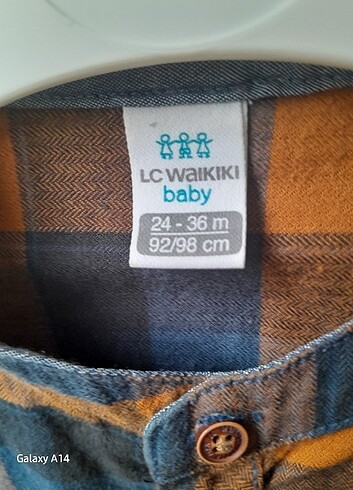 LC WAIKIKI
baby
24 - 36 m
92/98 cm
Galaxy A14